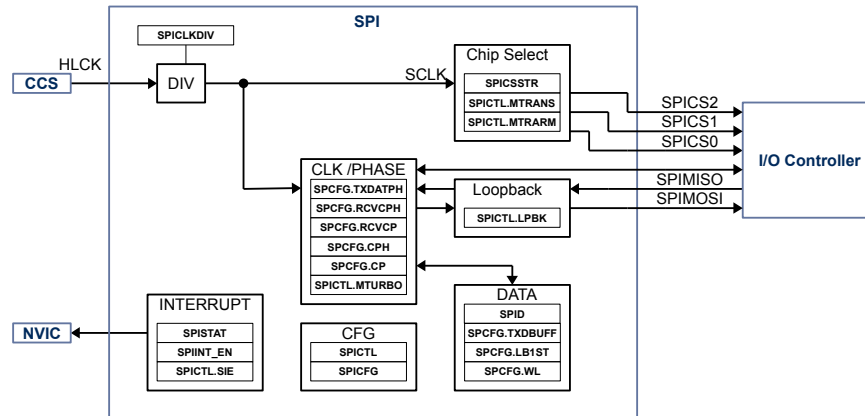 SPI
SPICLKDIV
HLCK
CCS
DIV
SCLK
Chip Select
SPICSSTR
SPICTL.MTRANS
SPICTL.MTRARM
SPICS2
SPICS1
SPICS0
I/O Controller
CLK /PHASE
SPCFG.TXDATPH
SPCFG.RCVCPH
SPCFG.RCVCP
SPCFG.CPH
SPCFG.CP
SPICTL.MTURBO
Loopback
SPICTL.LPBK
SPIMISO
SPIMOSI
INTERRUPT
SPISTAT
SPIINT_EN
SPICTL.SIE
NVIC
CFG
SPICTL
SPICFG
DATA
SPID
SPCFG.TXDBUFF
SPCFG.LB1ST
SPCFG.WL